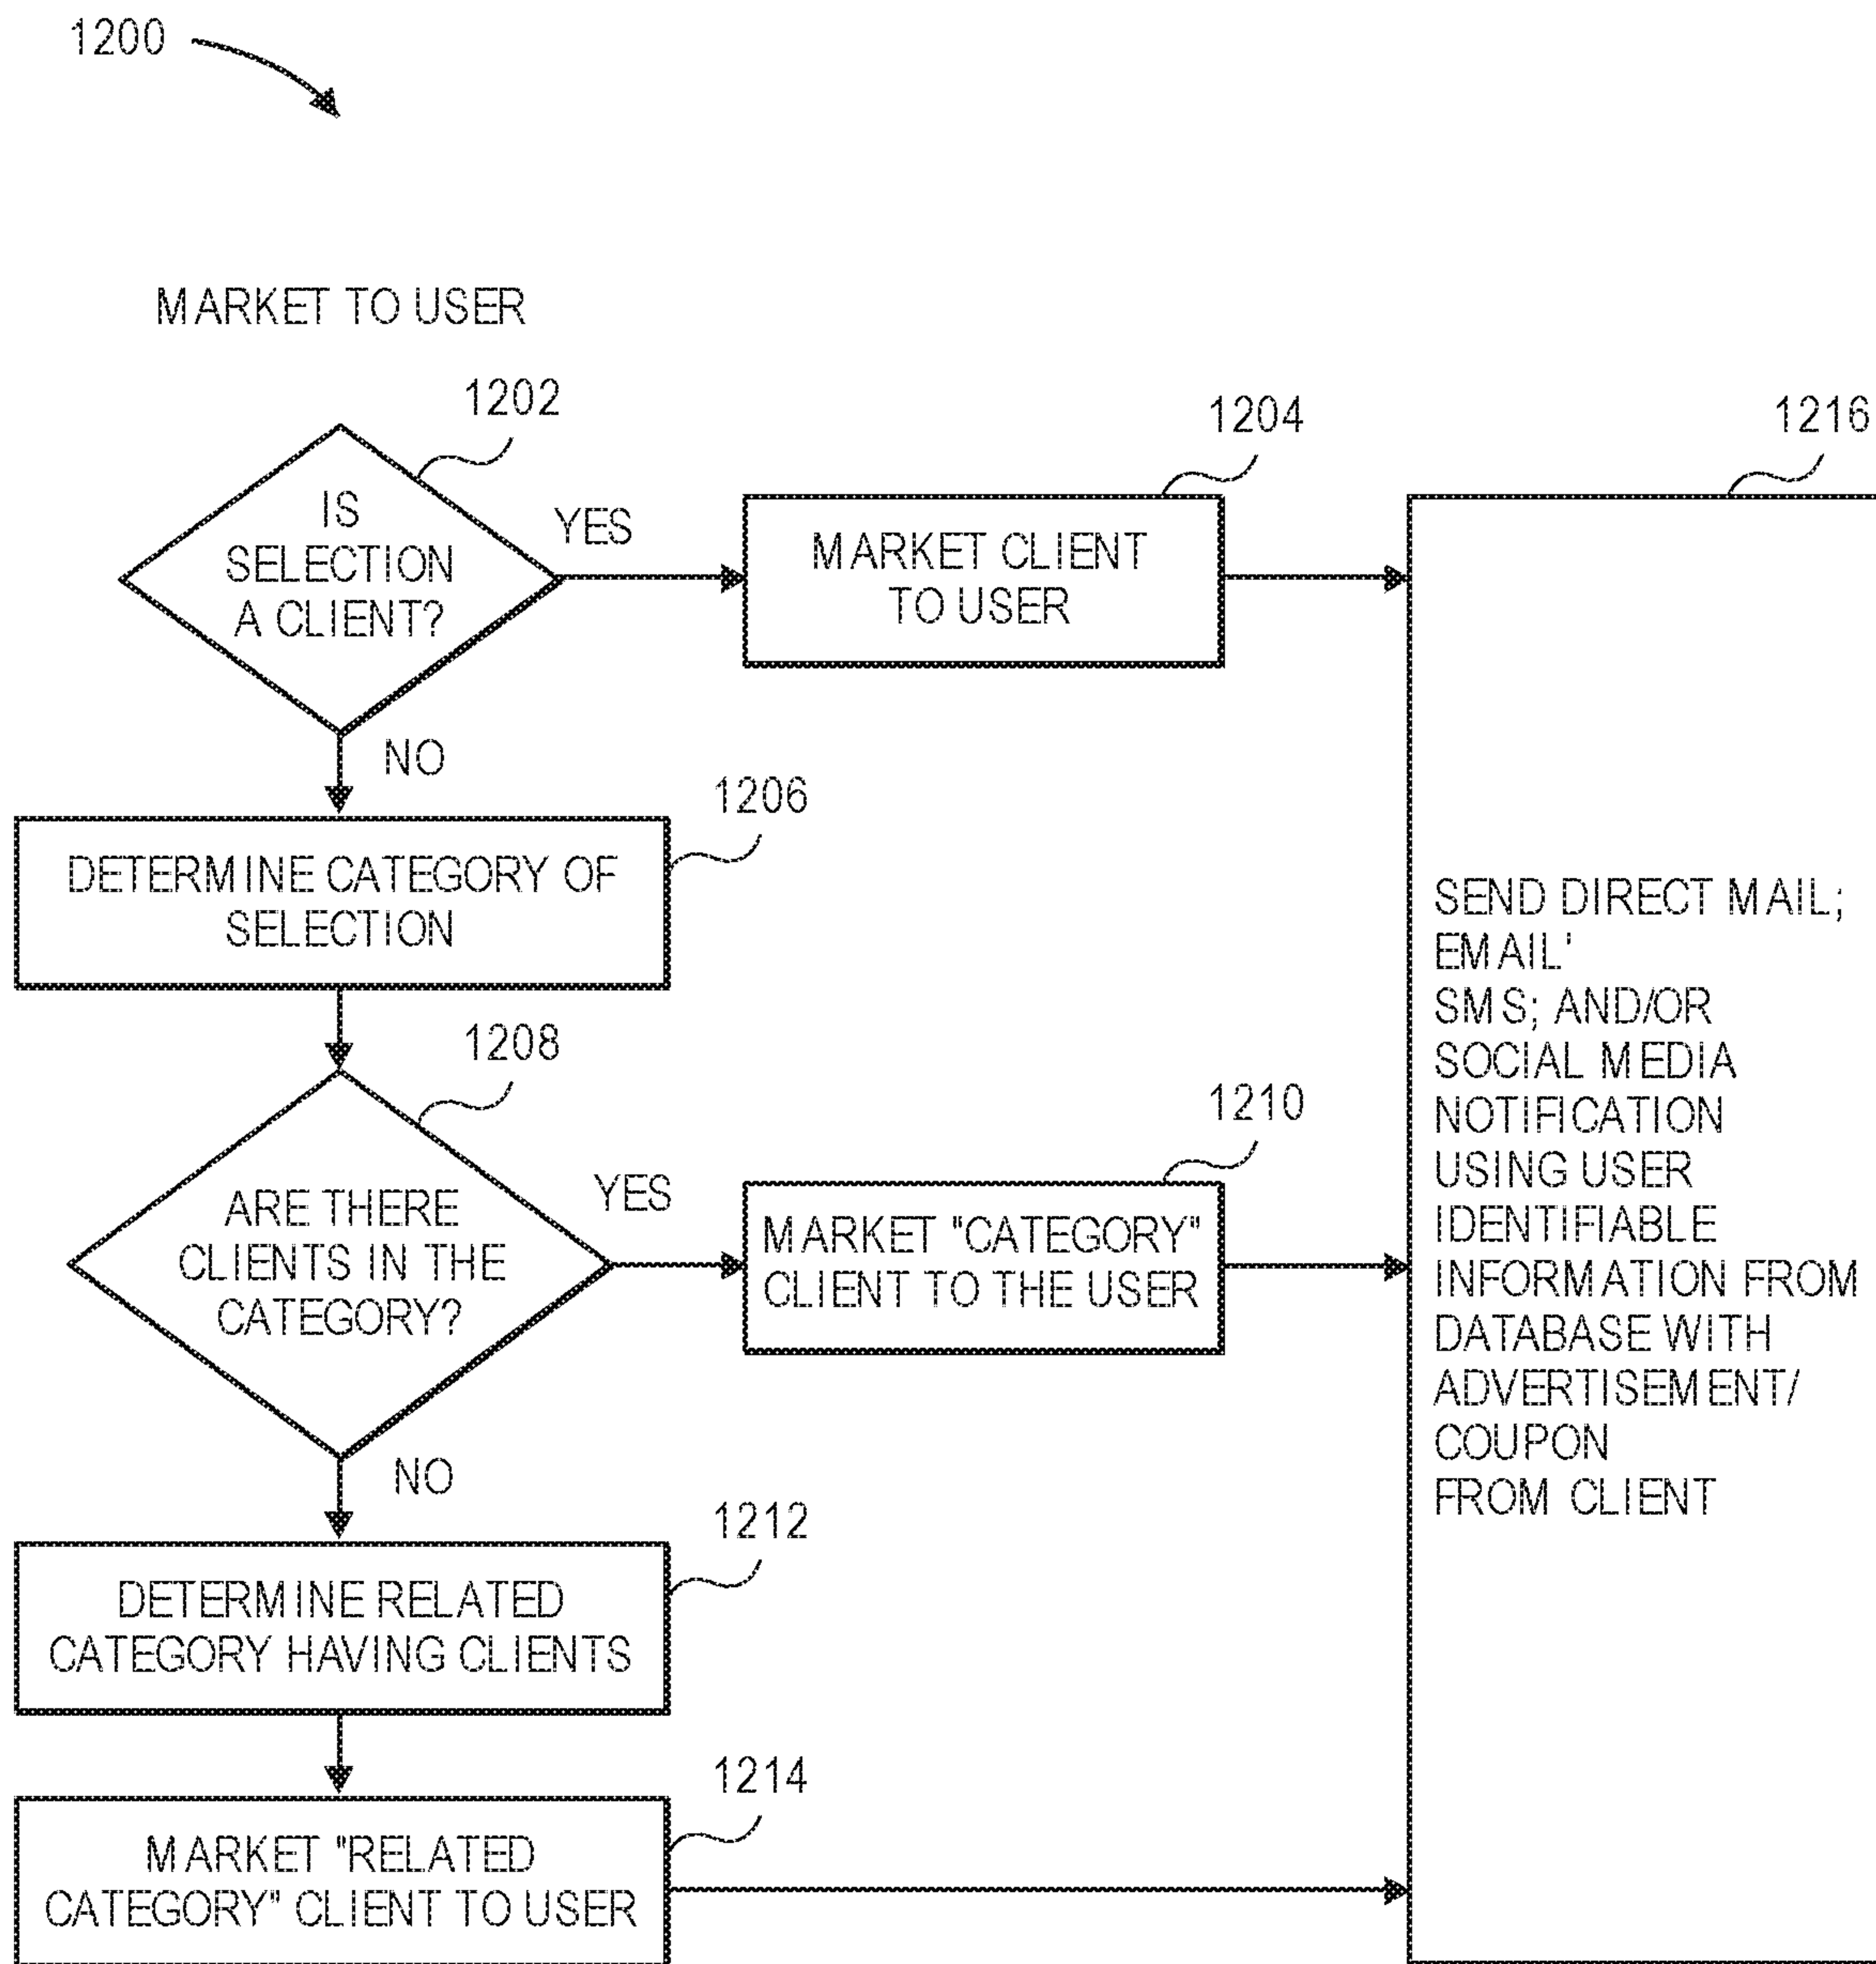 1200
MARKET TO USER
1202
IS
SELECTION
A CLIENT?
YES
NO
1204
MARKET CLIENT
TO USER
1216
1206
DETERMINE CATEGORY OF
SELECTION
1208
ARE THERE
CLIENTS IN THE
CATEGORY?
YES
NO
1210
MARKET "CATEGORY"
CLIENT TO THE USER
SEND DIRECT MAIL;
EMAIL'
SMS; AND/OR
SOCIAL MEDIA
NOTIFICATION
USING USER
IDENTIFIABLE
INFORMATION FROM
DATABASE WITH
ADVERTISEMENT/
COUPON
FROM CLIENT
1212
DETERMINE RELATED
CATEGORY HAVING CLIENTS
1214
MARKET "RELATED
CATEGORY" CLIENT TO USER